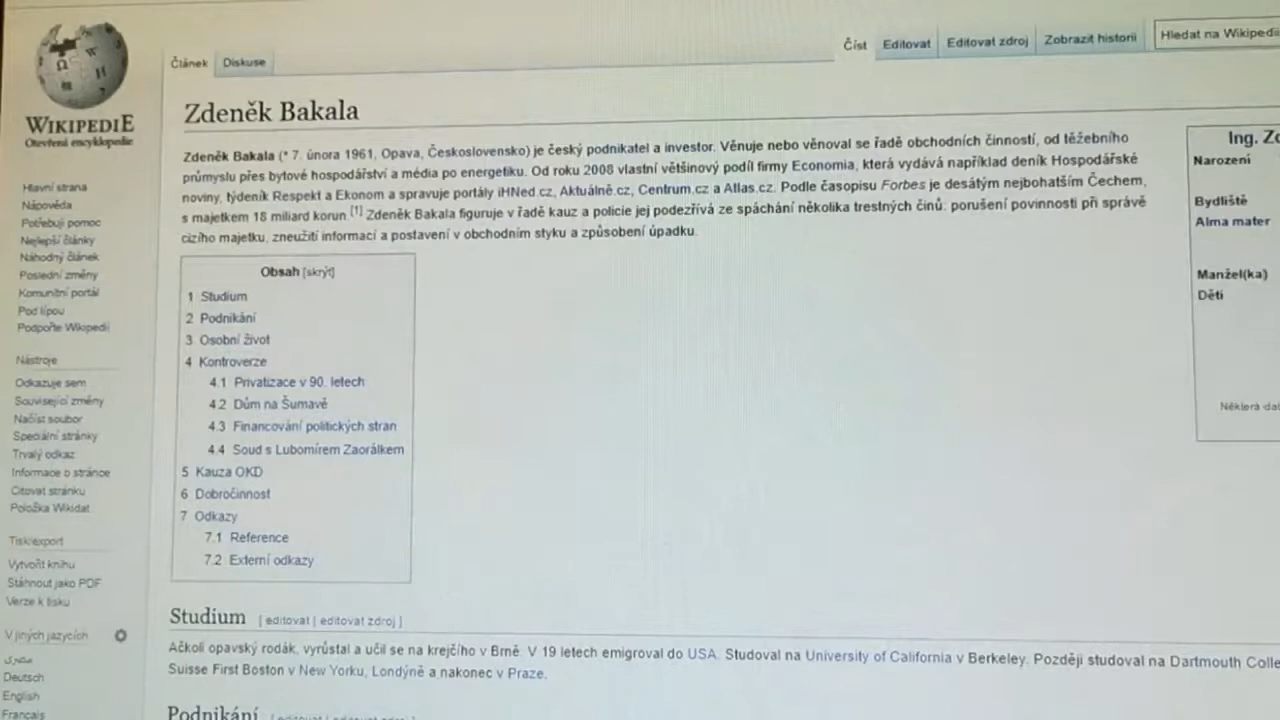 WIKIPEDIE
Otevřená encyklopedie
Článek
Diskuse
Číst
Editovat
Editovat zdroj
Zobrazit historii
Hledat na Wikipedii
Zdeněk Bakala
Zdeněk Bakala (* 7. února 1961, Opava, Československo) je český podnikatel a investor. Věnuje nebo věnoval se řadě obchodních činností, od těžebního
průmyslu přes bytové hospodářství a média po energetiku. Od roku 2008 vlastní většinový podíl firmy Economia, která vydává například deník Hospodářské
noviny, týdeník Respekt a Ekonom a spravuje portály iHNed.cz, Aktuálně.cz, Centrum.cz a Atlas.cz. Podle časopisu Forbes je desátým nejbohatším Čechem,
s majetkem 18 miliard korun.[1] Zdeněk Bakala figuruje v řadě kauz a policie jej podezřívá ze spáchání několika trestných činů: porušení povinnosti při správě
cizího majetku, zneužití informací a postavení v obchodním styku a způsobení úpadku.
Ing.
Narození
Bydliště
Alma mater
Manžel(ka)
Děti
Některá
Hlavní strana
Nápověda
Potřebuji pomoc
Nejlepší články
Náhodný článek
Poslední změny
Komunitní portál
Pod lípou
Podpořte Wikipedii
Nástroje
Odkazuje sem
Související změny
Načíst soubor
Speciální stránky
Trvalý odkaz
Informace o stránce
Citovat stránku
Položka Wikidat
Tisk/export
Vytvořit knihu
Stáhnout jako PDF
Verze k tisku
V jiných jazycích
مصرى
Deutsch
English
Français
Obsah [skrýt]
1 Studium
2 Podnikání
3 Osobní život
4 Kontroverze
4.1 Privatizace v 90. letech
4.2 Dům na Šumavě
4.3 Financování politických stran
4.4 Soud s Lubomírem Zaorálkem
5 Kauza OKD
6 Dobročinnost
7 Odkazy
7.1 Reference
7.2 Externí odkazy
Studium [ editovat | editovat zdroj ]
Ačkoli opavský rodák, vyrůstal a učil se na krejčího v Brně. V 19 letech emigroval do USA. Studoval na University of California v Berkeley. Později studoval na Dartmouth Colle
Suisse First Boston v New Yorku, Londýně a nakonec v Praze.
Podnikání [ editovat | editovat zdroj ]